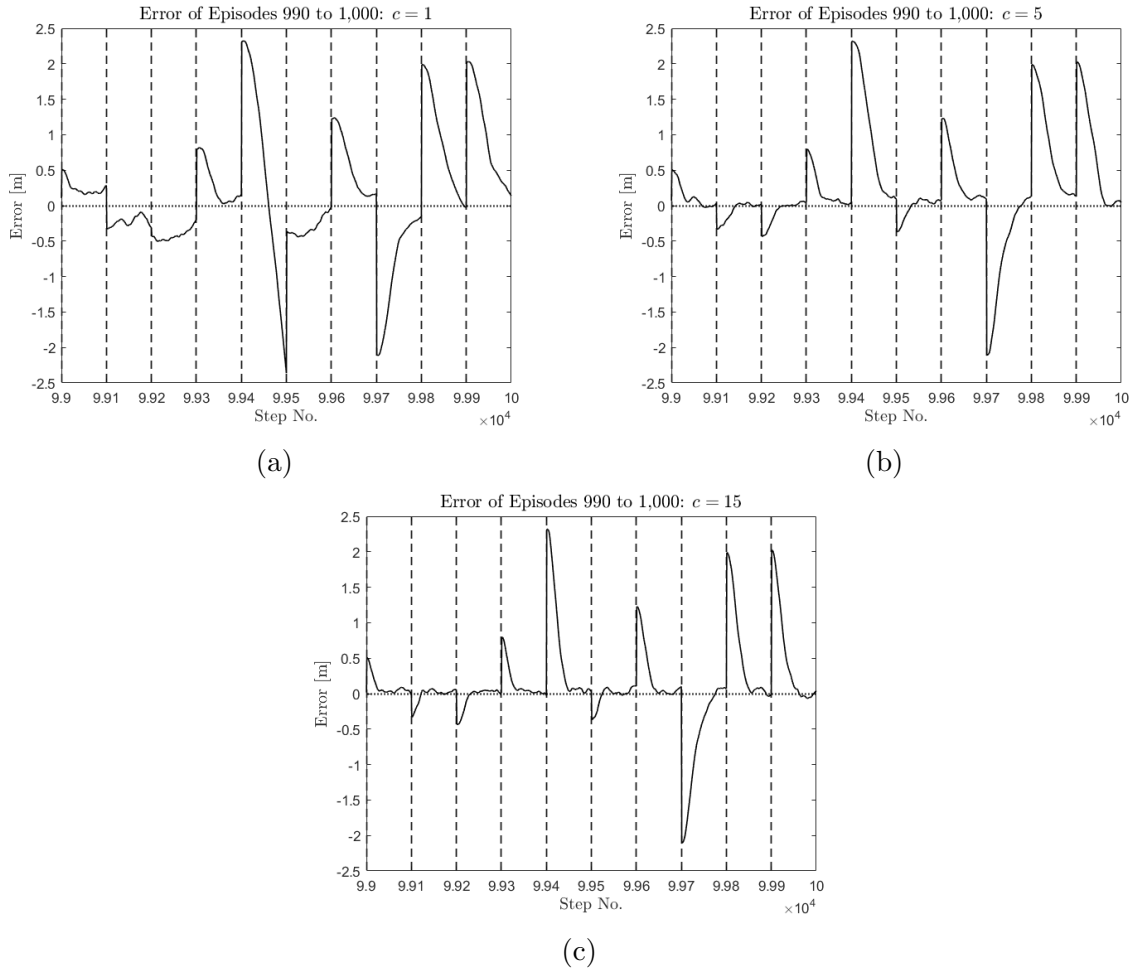 Error of Episodes 990 to 1,000: c = 1
2.5
2
1.5
1
0.5
0
-0.5
-1
-1.5
-2
-2.5
Error [m]
9.9 9.91 9.92 9.93 9.94 9.95 9.96 9.97 9.98 9.99 10
Step No.
×10⁴
(a)
Error of Episodes 990 to 1,000: c = 5
2.5
2
1.5
1
0.5
0
-0.5
-1
-1.5
-2
-2.5
Error [m]
9.9 9.91 9.92 9.93 9.94 9.95 9.96 9.97 9.98 9.99 10
Step No.
×10⁴
(b)
Error of Episodes 990 to 1,000: c = 15
2.5
2
1.5
1
0.5
0
-0.5
-1
-1.5
-2
-2.5
Error [m]
9.9 9.91 9.92 9.93 9.94 9.95 9.96 9.97 9.98 9.99 10
Step No.
×10⁴
(c)